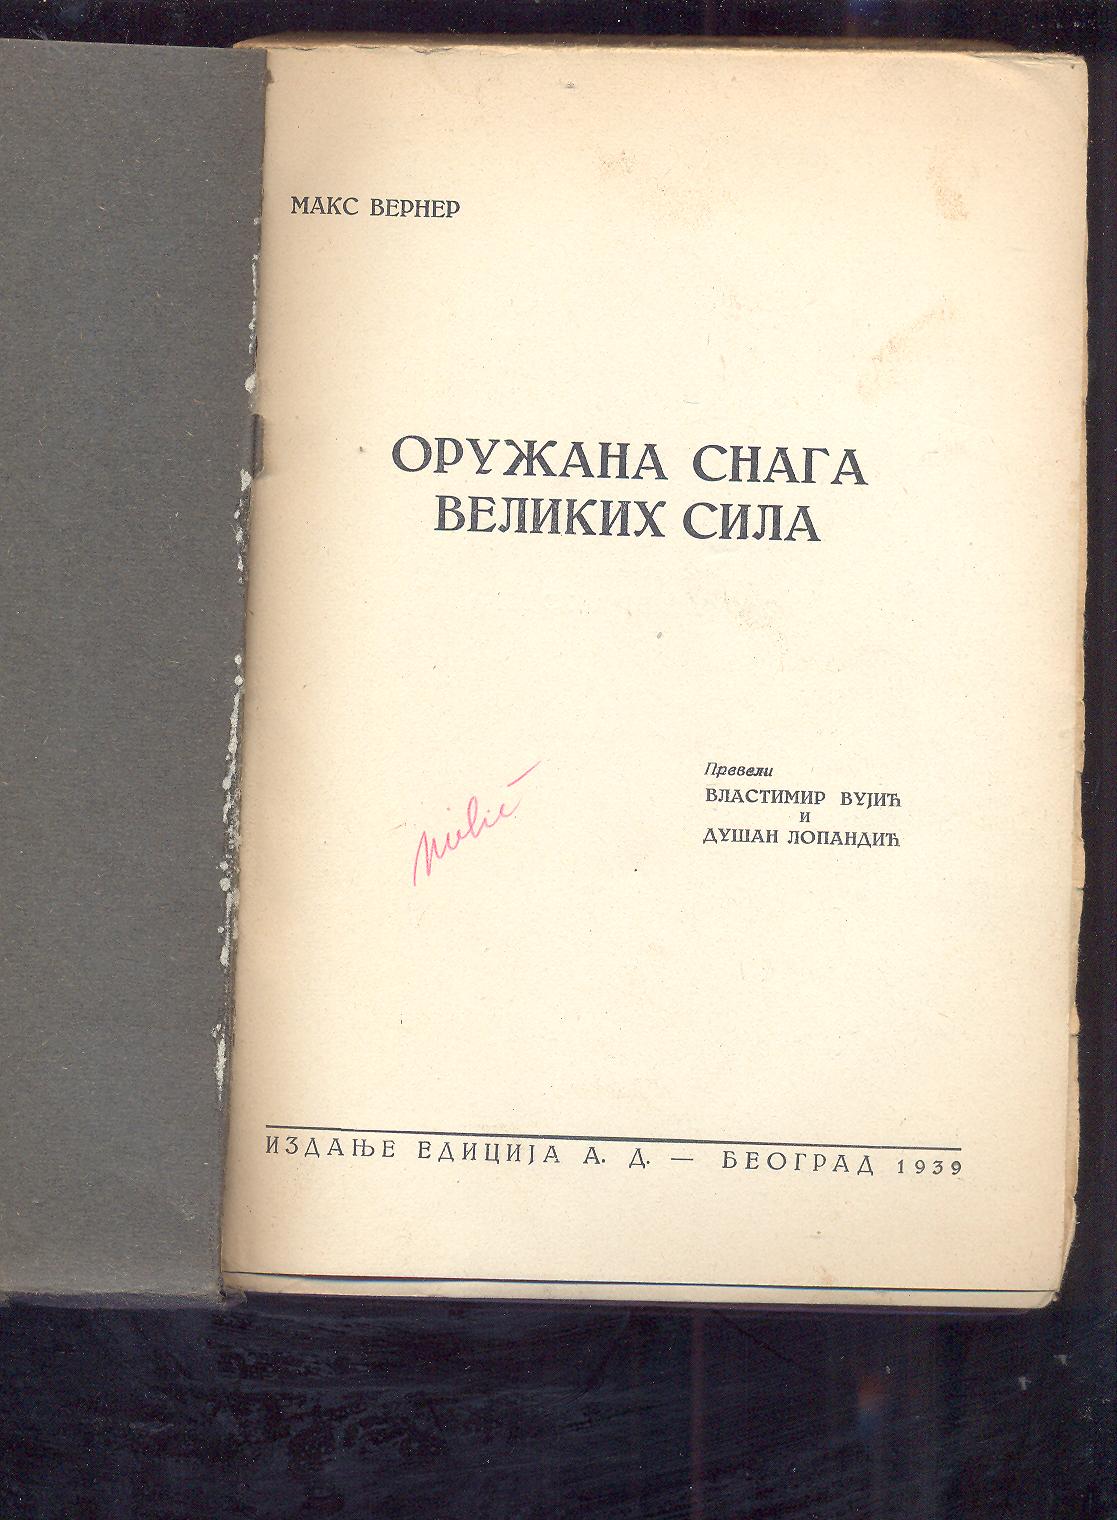 МАКС ВЕРНЕР
ОРУЖАНА СНАГА
ВЕЛИКИХ СИЛА
Превели
ВЛАСТИМИР ВУЈИЋ
И
ДУШАН ЛОПАНДИЋ
ИЗДАЊЕ ЕДИЦИЈА А. Д. — БЕОГРАД 1939